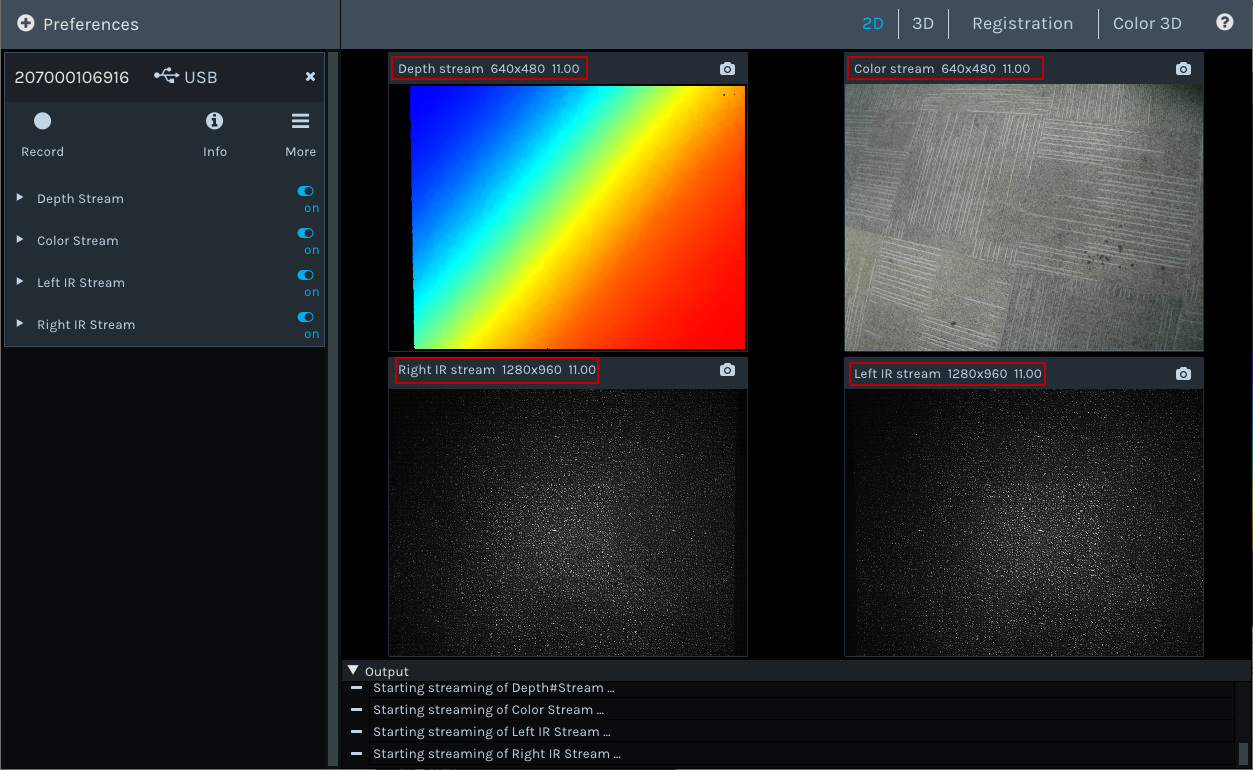 Preferences
2D
3D
Registration
Color 3D
?
207000106916 USB
Record
Info
More
Depth Stream
on
Color Stream
on
Left IR Stream
on
Right IR Stream
on
Depth stream 640x480 11.00
Color stream 640x480 11.00
Right IR stream 1280x960 11.00
Left IR stream 1280x960 11.00
Output
Starting streaming of Depth#Stream ...
Starting streaming of Color Stream ...
Starting streaming of Left IR Stream ...
Starting streaming of Right IR Stream ...